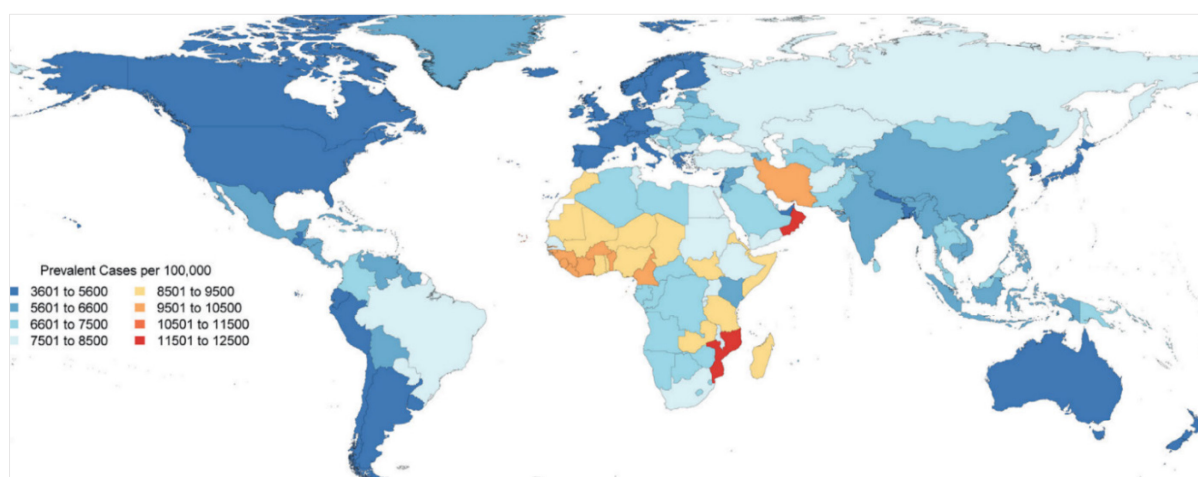 Prevalent Cases per 100,000
3601 to 5600 8501 to 9500
5601 to 6600 9501 to 10500
6601 to 7500 10501 to 11500
7501 to 8500 11501 to 12500